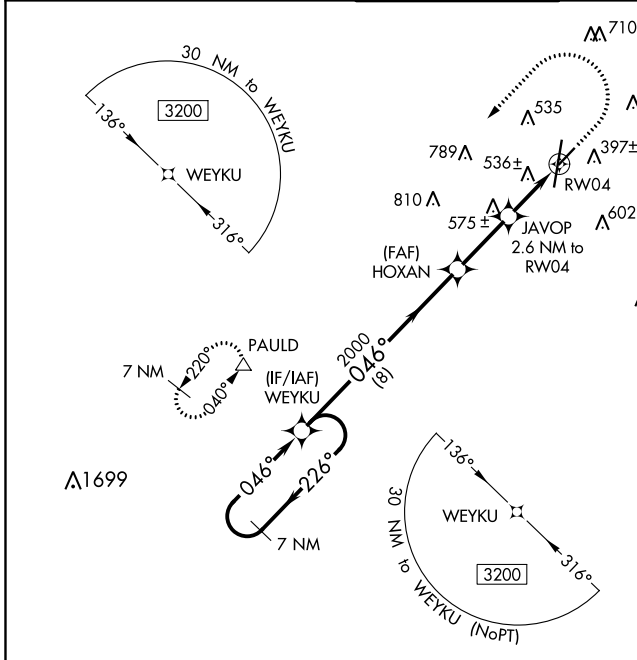 710
30 NM to WEYKU
136°
3200
535
WEYKU
789
536±
397±
RW04
316°
810
575 ±
602
JAVOP
2.6 NM to
RW04
(FAF)
HOXAN
2000
046°
(8)
PAULD
7 NM
220°
040°
(IF/IAF)
WEYKU
046°
226°
1699
7 NM
136°
WEYKU
316°
3200
30 NM to WEYKU (NoPT)